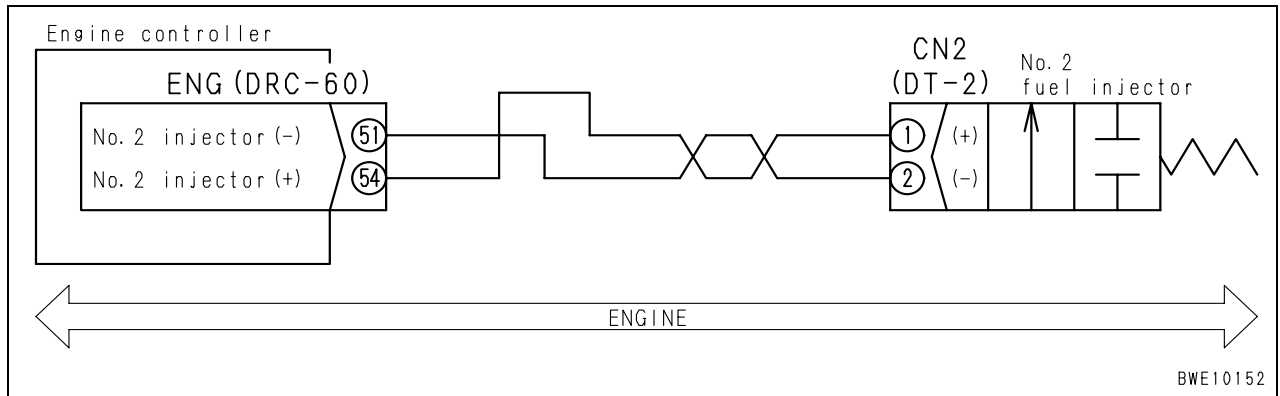 Engine controller
ENG (DRC-60)
No. 2 injector (-) 51
No. 2 injector (+) 54
CN2
(DT-2)
No. 2
fuel injector
1 (+)
2 (-)
ENGINE
BWE10152